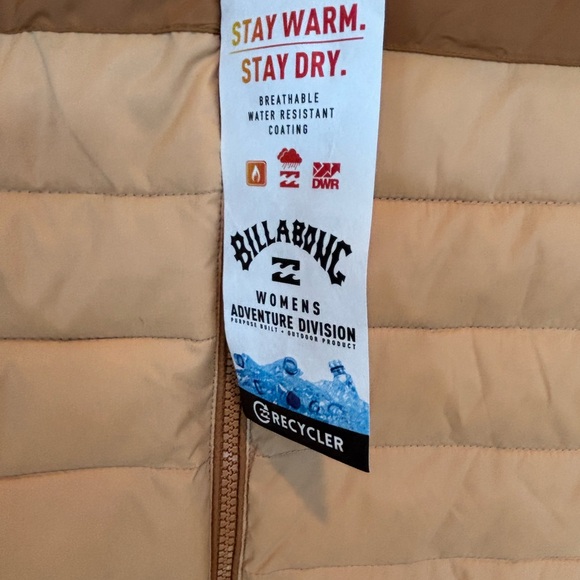 STAY WARM.
STAY DRY.
BREATHABLE
WATER RESISTANT
COATING
DWR
BILLABONG
WOMENS
ADVENTURE DIVISION
PURPOSE BUILT • OUTDOOR PRODUCT
RECYCLER